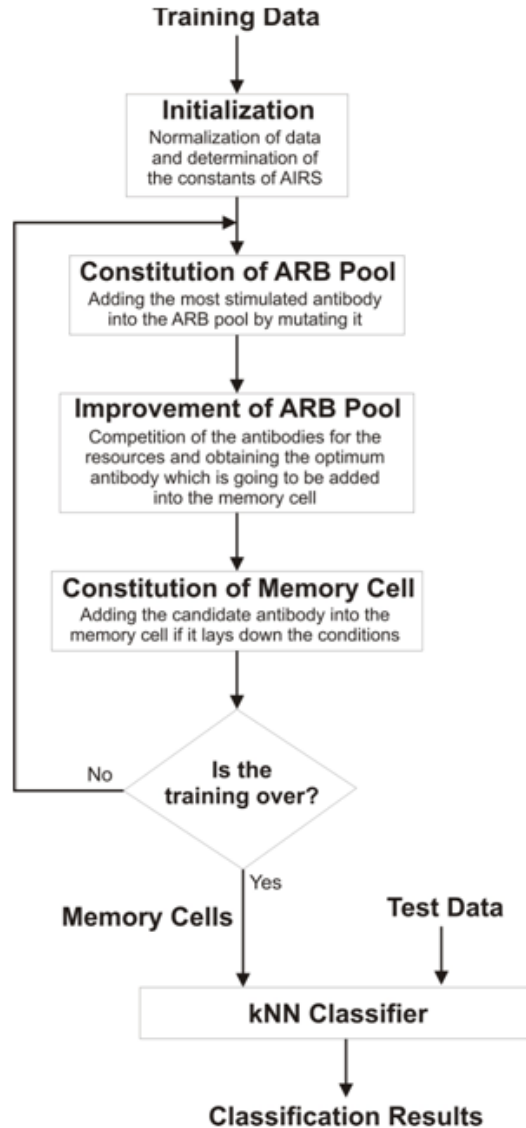 Training Data
Initialization
Normalization of data
and determination of
the constants of AIRS
Constitution of ARB Pool
Adding the most stimulated antibody
into the ARB pool by mutating it
Improvement of ARB Pool
Competition of the antibodies for the
resources and obtaining the optimum
antibody which is going to be added
into the memory cell
Constitution of Memory Cell
Adding the candidate antibody into the
memory cell if it lays down the conditions
Is the
training over?
No
Yes
Memory Cells
Test Data
kNN Classifier
Classification Results